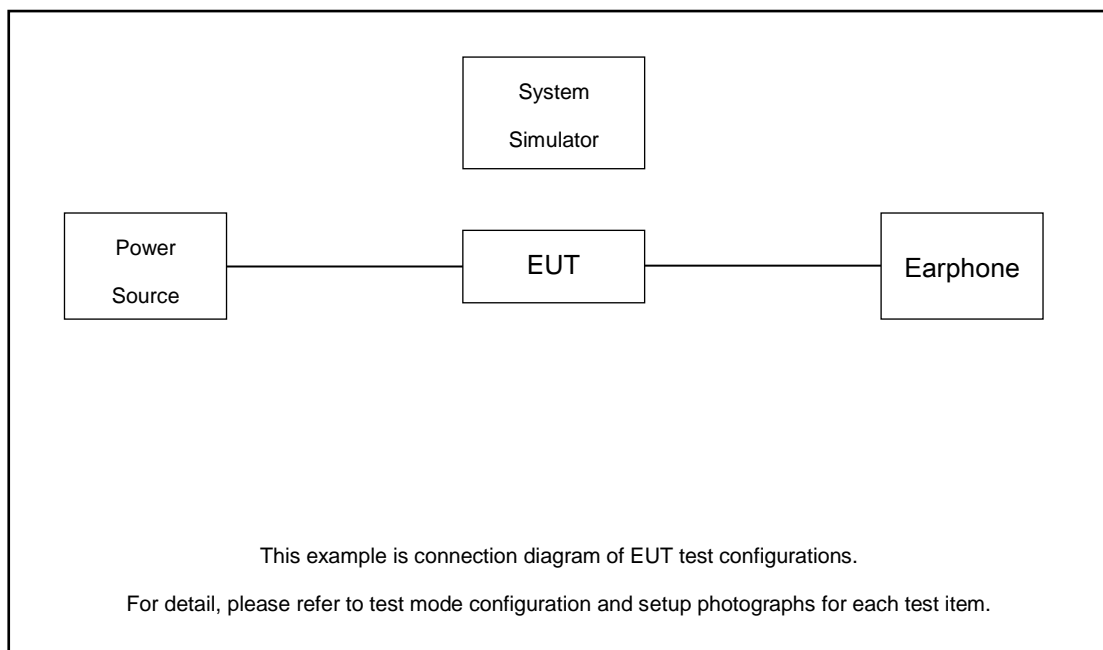 System
Simulator
Power
Source
EUT
Earphone
This example is connection diagram of EUT test configurations.
For detail, please refer to test mode configuration and setup photographs for each test item.